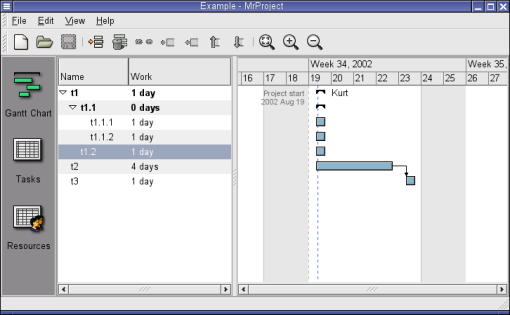 Example - MrProject
File Edit View Help
Week 34, 2002 Week 35,
Name Work
16 17 18 19 20 21 22 23 24 25 26 27
t1 1 day
Project start
2002 Aug 19
Kurt
t1.1 0 days
Gantt Chart
t1.1.1 1 day
t1.1.2 1 day
t1.2 1 day
t2 4 days
Tasks
t3 1 day
Resources